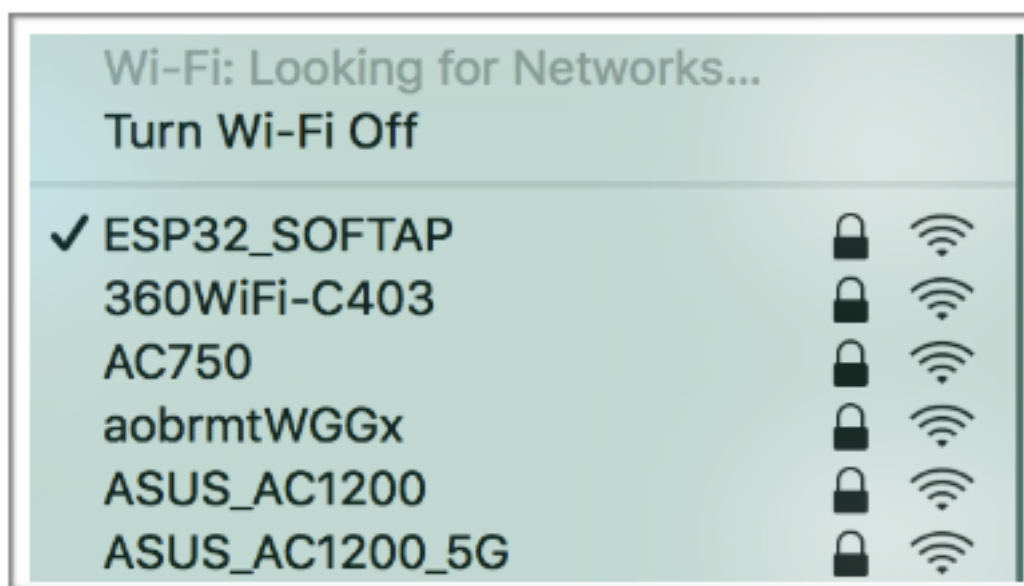 Wi-Fi: Looking for Networks...
Turn Wi-Fi Off
ESP32_SOFTAP
360WiFi-C403
AC750
aobrmtWGGx
ASUS_AC1200
ASUS_AC1200_5G